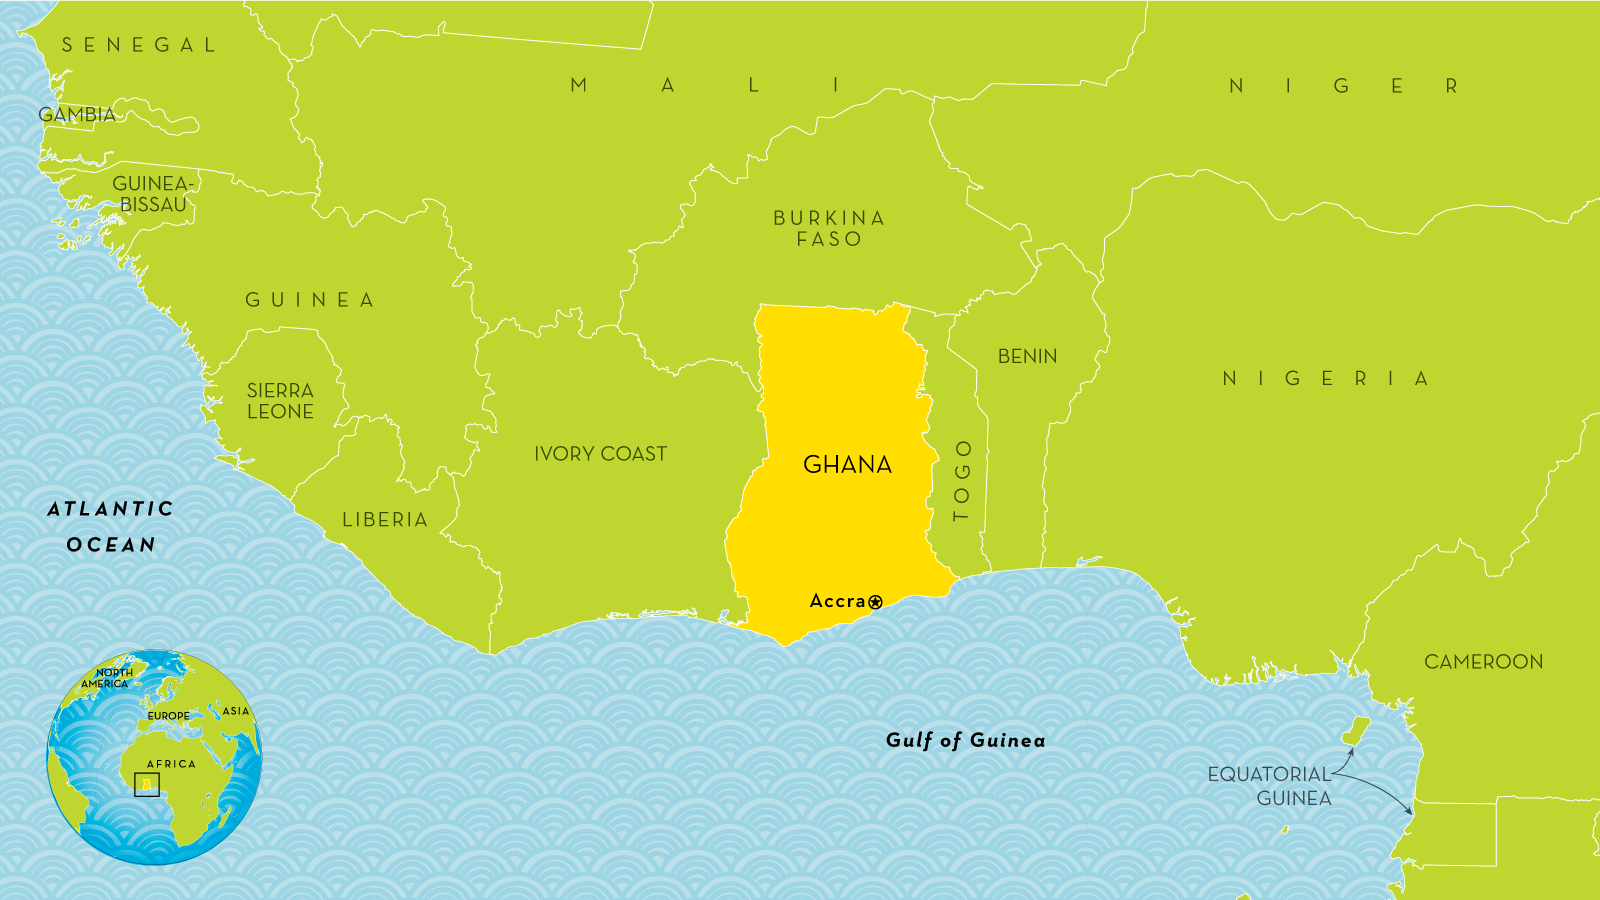 SENEGAL
MALI
NIGER
GAMBIA
GUINEA-
BISSAU
BURKINA
FASO
GUINEA
BENIN
NIGERIA
SIERRA
LEONE
IVORY COAST
GHANA
TOGO
LIBERIA
ATLANTIC
OCEAN
Accra
CAMEROON
NORTH
AMERICA
EUROPE
ASIA
AFRICA
Gulf of Guinea
EQUATORIAL
GUINEA